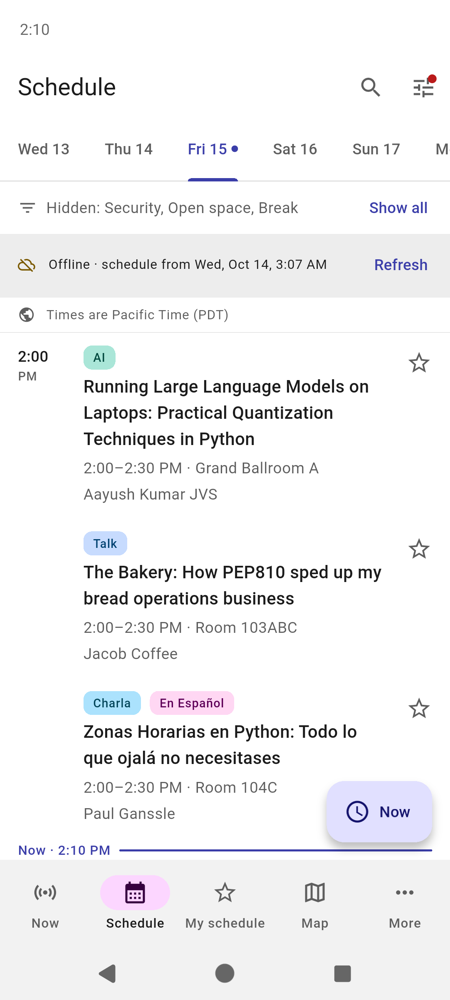 2:10
Schedule
Wed 13 Thu 14 Fri 15 Sat 16 Sun 17 M
Hidden: Security, Open space, Break Show all
Offline · schedule from Wed, Oct 14, 3:07 AM Refresh
Times are Pacific Time (PDT)
2:00
PM
AI
Running Large Language Models on
Laptops: Practical Quantization
Techniques in Python
2:00–2:30 PM · Grand Ballroom A
Aayush Kumar JVS
Talk
The Bakery: How PEP810 sped up my
bread operations business
2:00–2:30 PM · Room 103ABC
Jacob Coffee
Charla En Español
Zonas Horarias en Python: Todo lo
que ojalá no necesitases
2:00–2:30 PM · Room 104C
Paul Ganssle
Now
Now · 2:10 PM
Now Schedule My schedule Map More